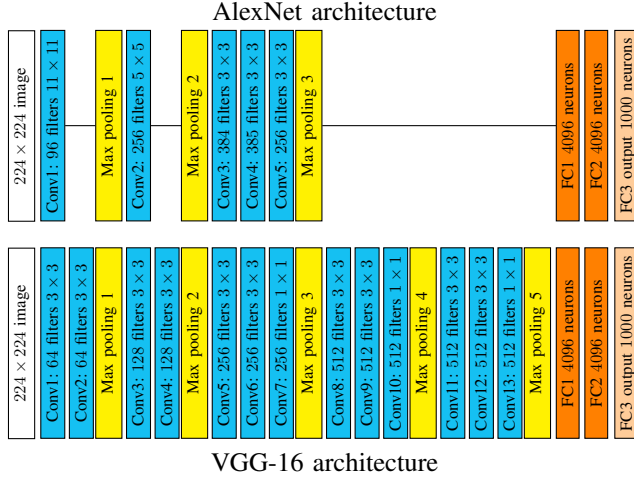 AlexNet architecture
224 × 224 image
Conv1: 96 filters 11 × 11
Max pooling 1
Conv2: 256 filters 5 × 5
Max pooling 2
Conv3: 384 filters 3 × 3
Conv4: 385 filters 3 × 3
Conv5: 256 filters 3 × 3
Max pooling 3
FC1 4096 neurons
FC2 4096 neurons
FC3 output 1000 neurons
224 × 224 image
Conv1: 64 filters 3 × 3
Conv2: 64 filters 3 × 3
Max pooling 1
Conv3: 128 filters 3 × 3
Conv4: 128 filters 3 × 3
Max pooling 2
Conv5: 256 filters 3 × 3
Conv6: 256 filters 3 × 3
Conv7: 256 filters 1 × 1
Max pooling 3
Conv8: 512 filters 3 × 3
Conv9: 512 filters 3 × 3
Conv10: 512 filters 1 × 1
Max pooling 4
Conv11: 512 filters 3 × 3
Conv12: 512 filters 3 × 3
Conv13: 512 filters 1 × 1
Max pooling 5
FC1 4096 neurons
FC2 4096 neurons
FC3 output 1000 neurons
VGG-16 architecture